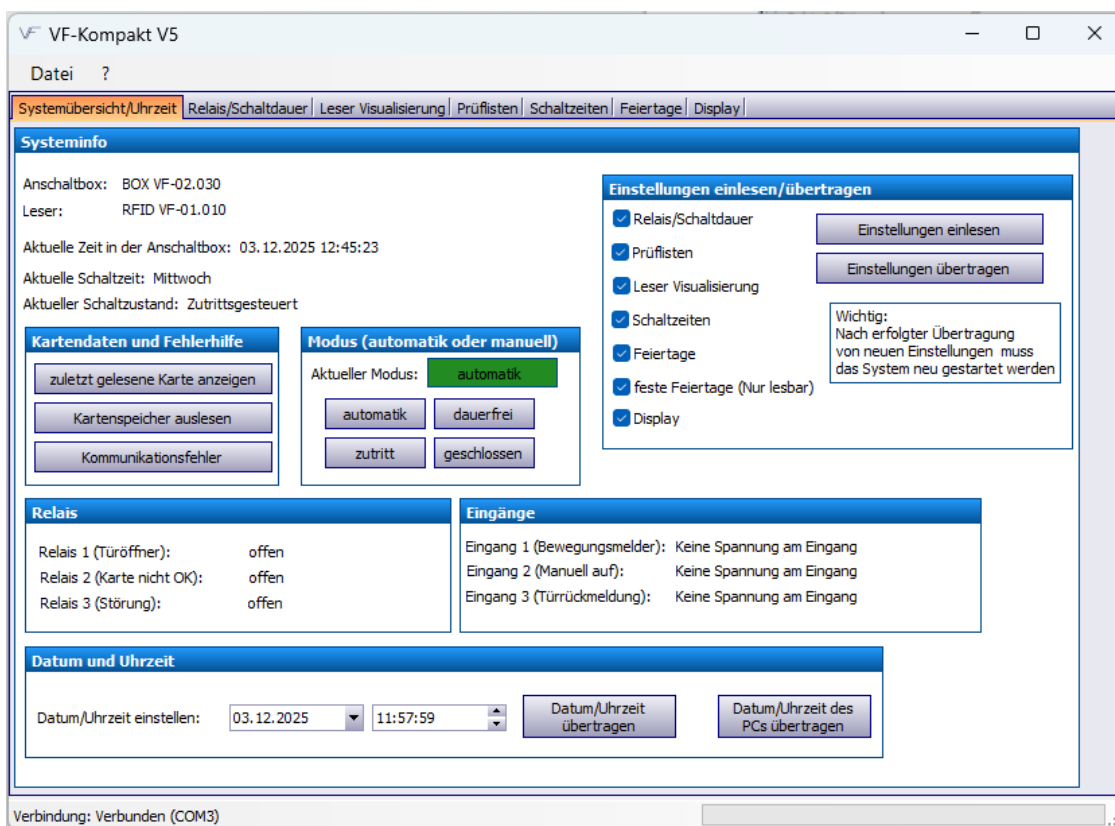 VF-Kompakt V5
Datei ?
Systemübersicht/Uhrzeit Relais/Schaltdauer Leser Visualisierung Prüflisten Schaltzeiten Feiertage Display
Systeminfo
Anschaltbox: BOX VF-02.030
Leser: RFID VF-01.010
Aktuelle Zeit in der Anschaltbox: 03.12.2025 12:45:23
Aktuelle Schaltzeit: Mittwoch
Aktueller Schaltzustand: Zutrittsgesteuert
Einstellungen einlesen/übertragen
Relais/Schaltdauer
Prüflisten
Leser Visualisierung
Schaltzeiten
Feiertage
feste Feiertage (Nur lesbar)
Display
Einstellungen einlesen
Einstellungen übertragen
Wichtig:
Nach erfolgter Übertragung
von neuen Einstellungen muss
das System neu gestartet werden
Kartendaten und Fehlerhilfe
zuletzt gelesene Karte anzeigen
Kartenspeicher auslesen
Kommunikationsfehler
Modus (automatik oder manuell)
Aktueller Modus: automatik
automatik dauerfrei
zutritt geschlossen
Relais
Relais 1 (Türöffner): offen
Relais 2 (Karte nicht OK): offen
Relais 3 (Störung): offen
Eingänge
Eingang 1 (Bewegungsmelder): Keine Spannung am Eingang
Eingang 2 (Manuell auf): Keine Spannung am Eingang
Eingang 3 (Türrückmeldung): Keine Spannung am Eingang
Datum und Uhrzeit
Datum/Uhrzeit einstellen: 03.12.2025 11:57:59
Datum/Uhrzeit
übertragen
Datum/Uhrzeit des
PCs übertragen
Verbindung: Verbunden (COM3)